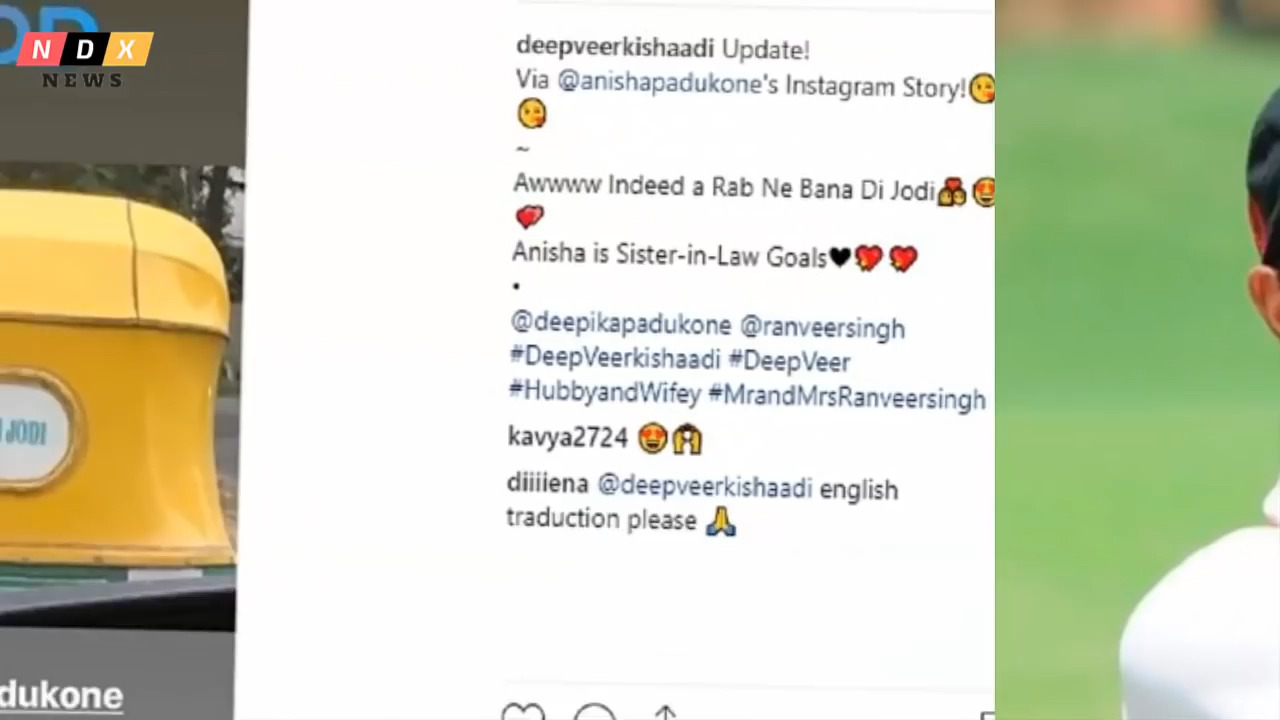 NDX
NEWS
JODI
dukone
deepveerkishaadi Update!
Via @anishapadukone's Instagram Story!😘
😘
~
Awwww Indeed a Rab Ne Bana Di Jodi💑😍
💕
Anisha is Sister-in-Law Goals🖤💖💖
•
@deepikapadukone @ranveersingh
#DeepVeerkishaadi #DeepVeer
#HubbyandWifey #MrandMrsRanveersingh
kavya2724 😍🙌
diiiiena @deepveerkishaadi english
traduction please 🙏